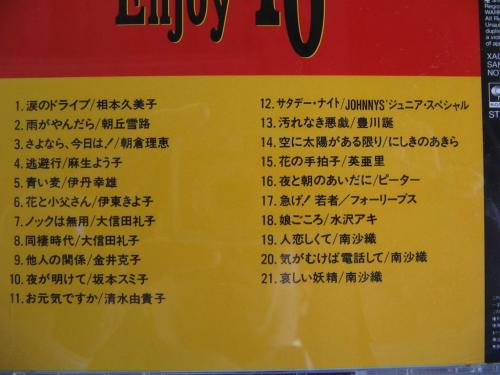 Enjoy '70
1. 涙のドライブ/相本久美子
2. 雨がやんだら/朝丘雪路
3. さよなら、今日は!/朝倉理恵
4. 逃避行/麻生よう子
5. 青い麦/伊丹幸雄
6. 花と小父さん/伊東きよ子
7. ノックは無用/大信田礼子
8. 同棲時代/大信田礼子
9. 他人の関係/金井克子
10. 夜が明けて/坂本スミ子
11. お元気ですか/清水由貴子
12. サタデー・ナイト/JOHNNYS'ジュニア・スペシャル
13. 汚れなき悪戯/豊川誕
14. 空に太陽がある限り/にしきのあきら
15. 花の手拍子/英亜里
16. 夜と朝のあいだに/ピーター
17. 急げ!若者/フォーリーブス
18. 娘ごころ/水沢アキ
19. 人恋しくて/南沙織
20. 気がむけば電話して/南沙織
21. 哀しい妖精/南沙織